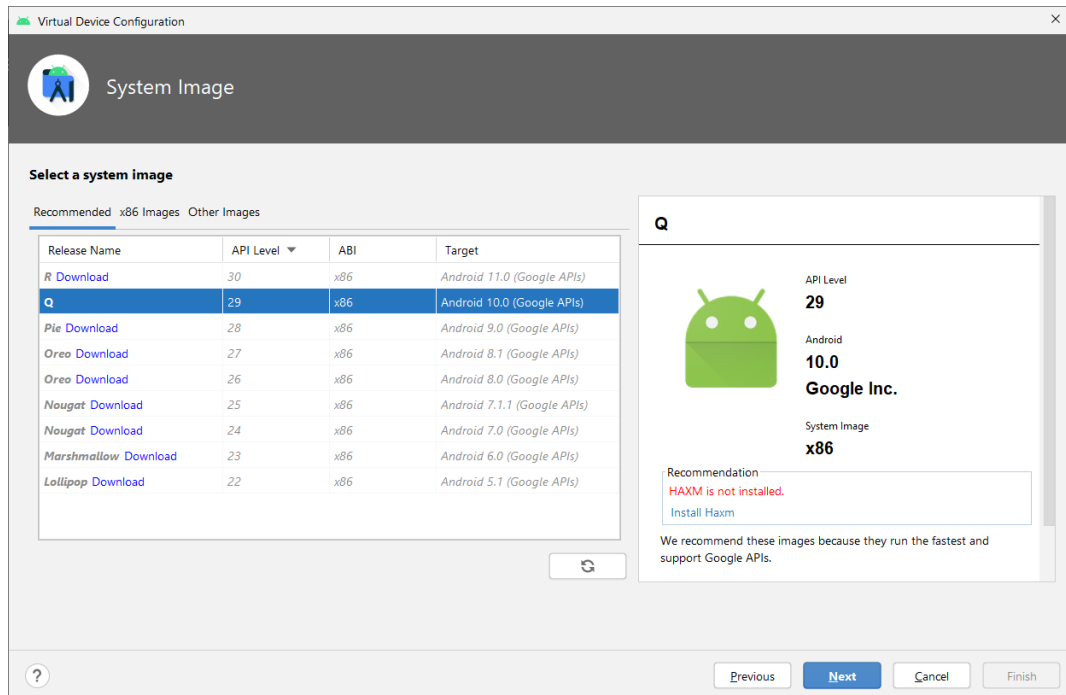 Virtual Device Configuration
System Image
Select a system image
Recommended x86 Images Other Images
Release Name API Level ABI Target
R Download 30 x86 Android 11.0 (Google APIs)
Q 29 x86 Android 10.0 (Google APIs)
Pie Download 28 x86 Android 9.0 (Google APIs)
Oreo Download 27 x86 Android 8.1 (Google APIs)
Oreo Download 26 x86 Android 8.0 (Google APIs)
Nougat Download 25 x86 Android 7.1.1 (Google APIs)
Nougat Download 24 x86 Android 7.0 (Google APIs)
Marshmallow Download 23 x86 Android 6.0 (Google APIs)
Lollipop Download 22 x86 Android 5.1 (Google APIs)
Q
API Level
29
Android
10.0
Google Inc.
System Image
x86
Recommendation
HAXM is not installed.
Install Haxm
We recommend these images because they run the fastest and
support Google APIs.
? Previous Next Cancel Finish